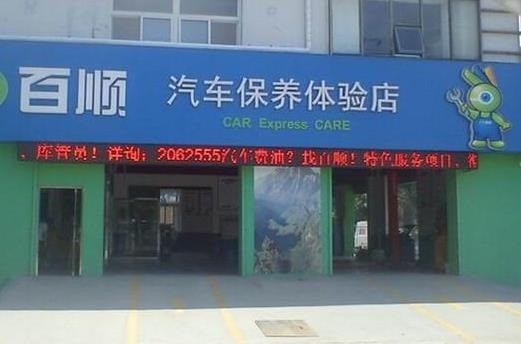 百顺 汽车保养体验店
CAR Express CARE
、库管员！详询：2062555汽车费油？找百顺！特色服务项目、